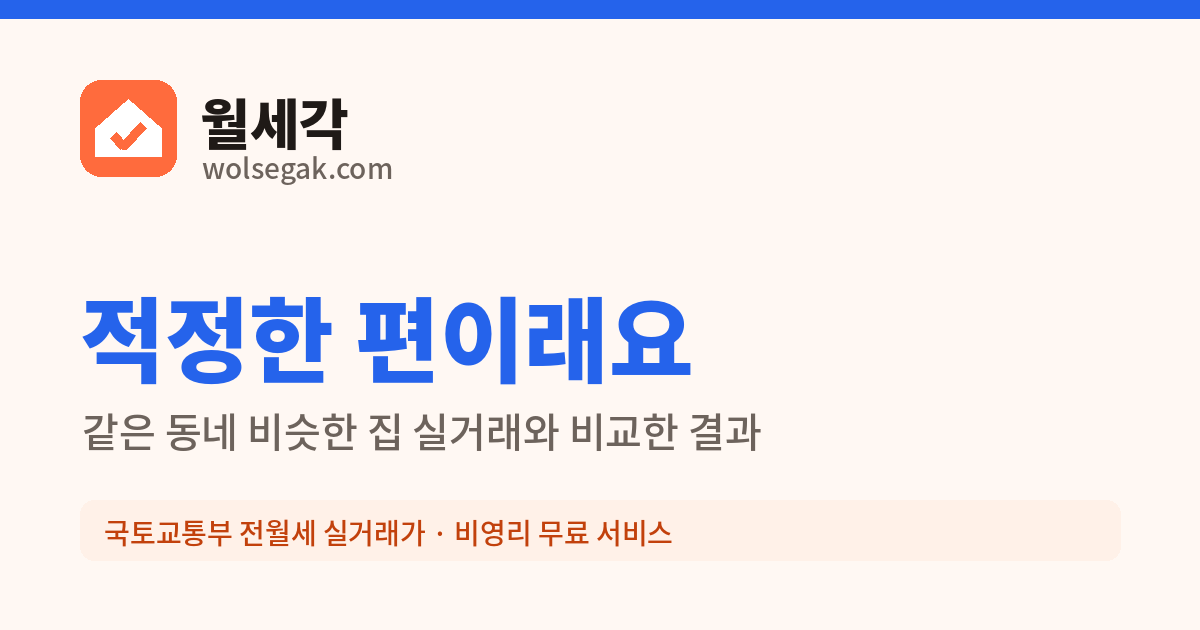 월세각
wolsegak.com
적정한 편이래요
같은 동네 비슷한 집 실거래와 비교한 결과
국토교통부 전월세 실거래가 · 비영리 무료 서비스